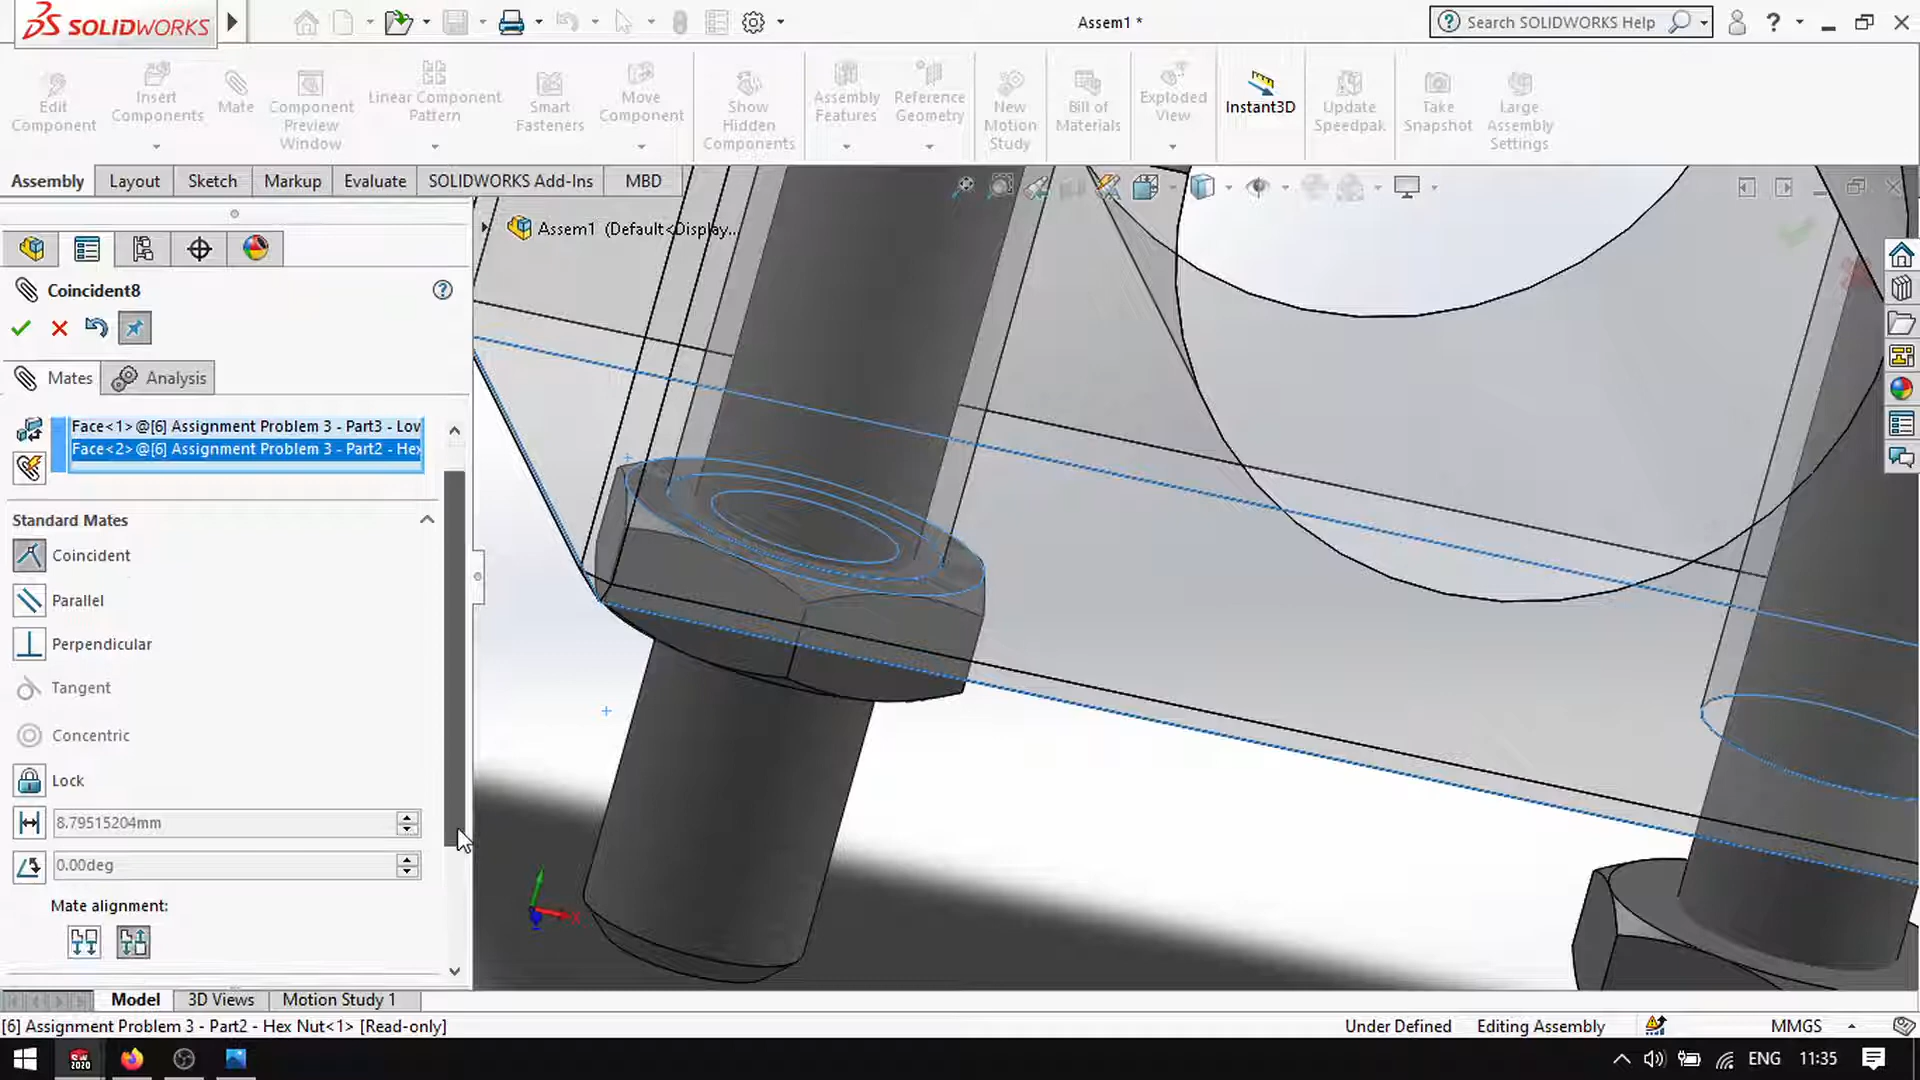 SOLIDWORKS
Assem1 *
Search SOLIDWORKS Help
Edit Component
Insert Components
Mate
Component Preview Window
Linear Component Pattern
Smart Fasteners
Move Component
Show Hidden Components
Assembly Features
Reference Geometry
New Motion Study
Bill of Materials
Exploded View
Instant3D
Update Speedpak
Take Snapshot
Large Assembly Settings
Assembly
Layout
Sketch
Markup
Evaluate
SOLIDWORKS Add-Ins
MBD
Assem1 (Default<Display...
Coincident8
Mates
Analysis
Face<1>@[6] Assignment Problem 3 - Part3 - Lov
Face<2>@[6] Assignment Problem 3 - Part2 - Hex
Standard Mates
Coincident
Parallel
Perpendicular
Tangent
Concentric
Lock
8.79515204mm
0.00deg
Mate alignment:
X
Model
3D Views
Motion Study 1
[6] Assignment Problem 3 - Part2 - Hex Nut<1> [Read-only]
Under Defined
Editing Assembly
MMGS
SW 2020
ENG
11:35